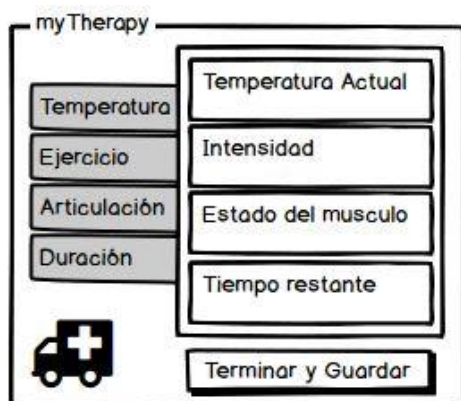 myTherapy
Temperatura
Ejercicio
Articulación
Duración
Temperatura Actual
Intensidad
Estado del musculo
Tiempo restante
Terminar y Guardar